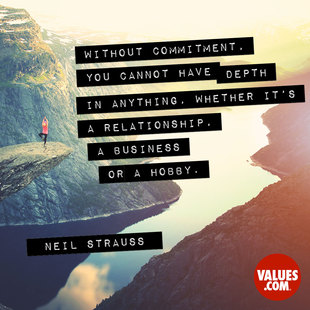 WITHOUT COMMITMENT.
YOU CANNOT HAVE DEPTH
IN ANYTHING. WHETHER IT'S
A RELATIONSHIP.
A BUSINESS
OR A HOBBY.
NEIL STRAUSS
VALUES
.COM